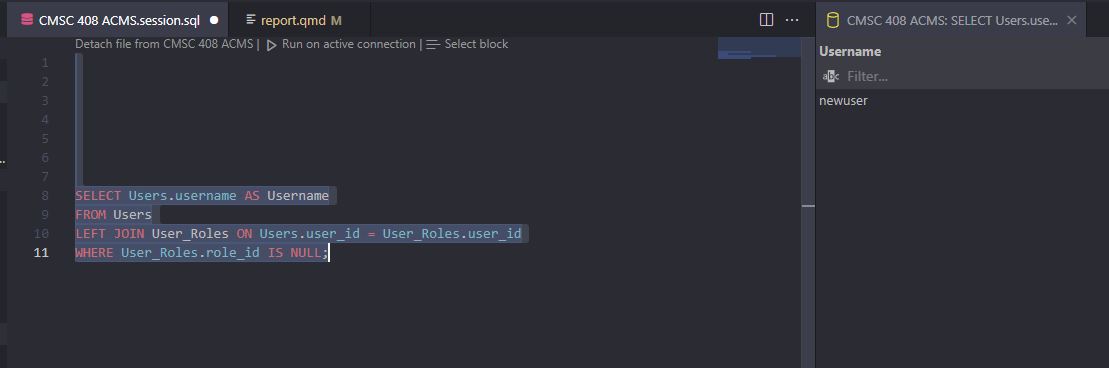 CMSC 408 ACMS.session.sql
report.qmd M
CMSC 408 ACMS: SELECT Users.use...
Detach file from CMSC 408 ACMS | Run on active connection | Select block
1
2
3
4
5
6
7
8 SELECT Users.username AS Username
9 FROM Users
10 LEFT JOIN User_Roles ON Users.user_id = User_Roles.user_id
11 WHERE User_Roles.role_id IS NULL;
Username
abc Filter...
newuser